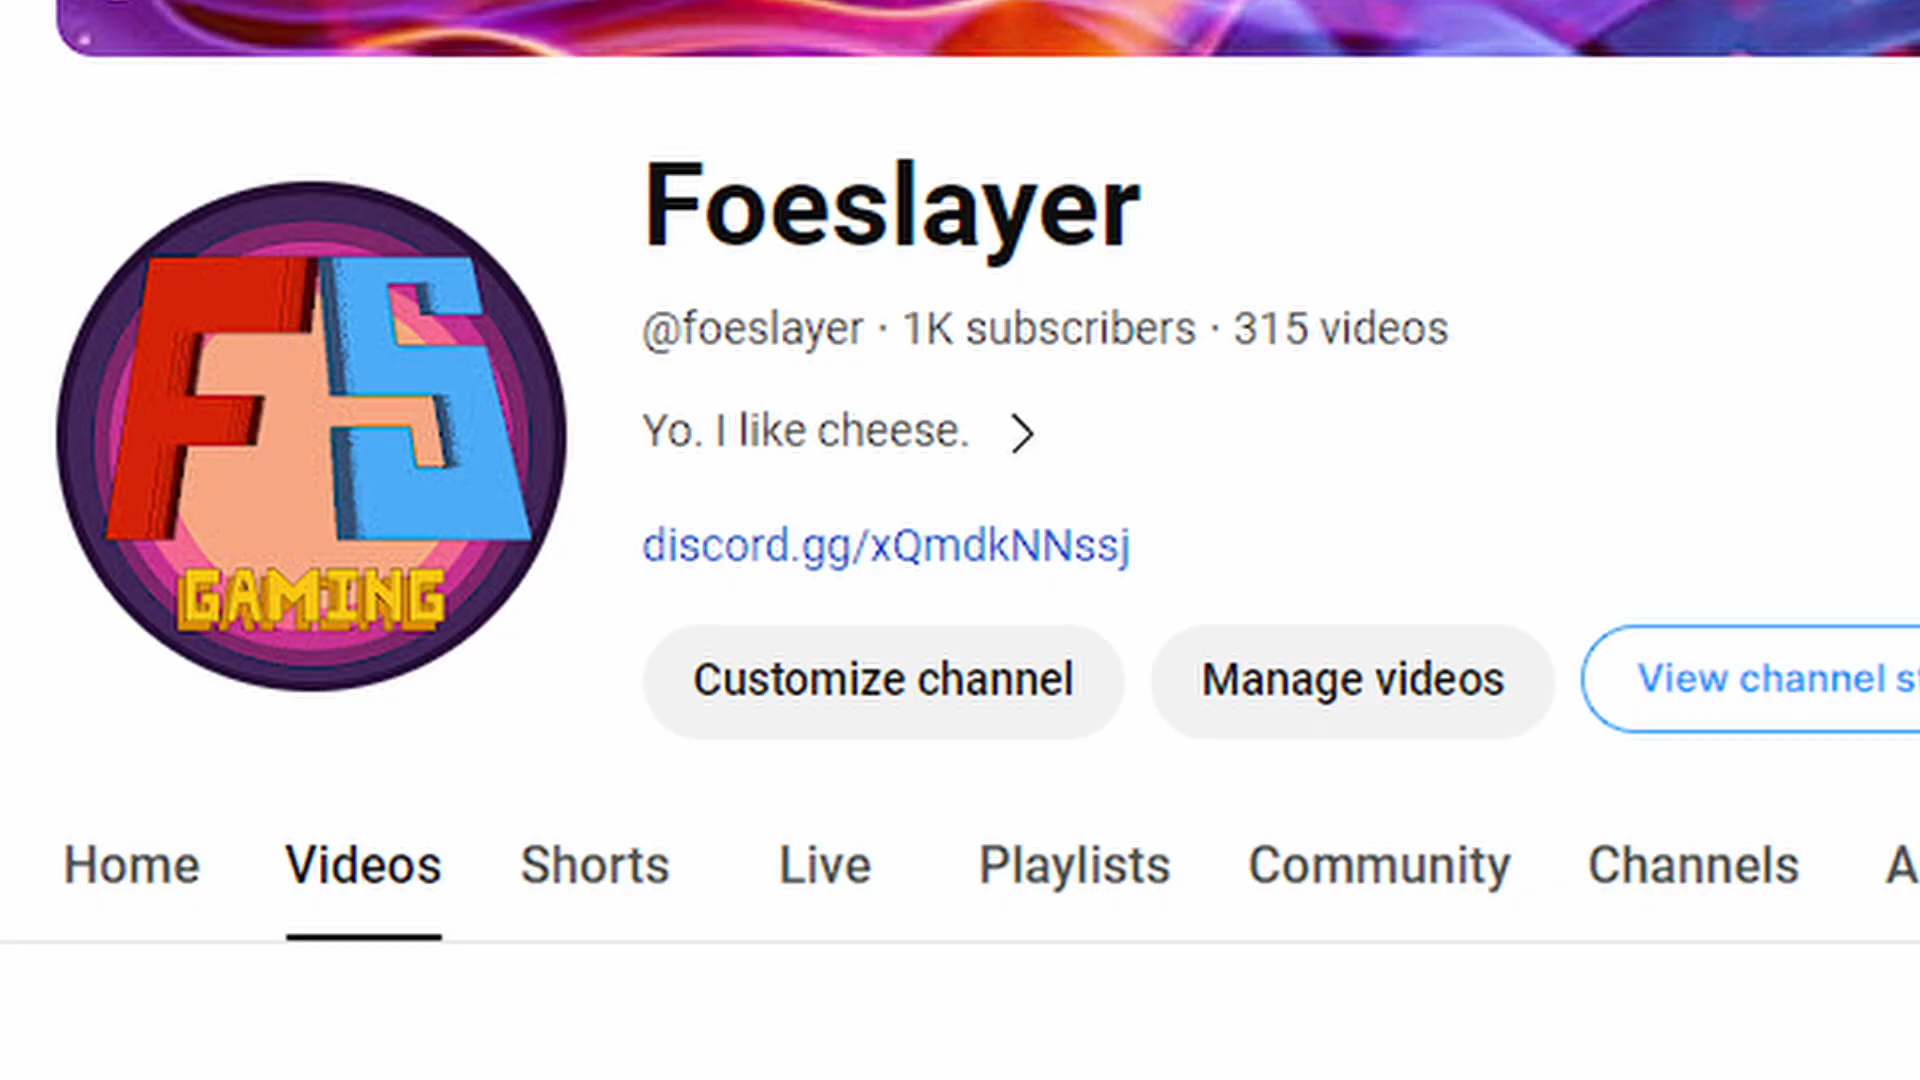 FS
GAMING
Foeslayer
@foeslayer · 1K subscribers · 315 videos
Yo. I like cheese.
discord.gg/xQmdkNNssj
Customize channel
Manage videos
View channel
Home
Videos
Shorts
Live
Playlists
Community
Channels